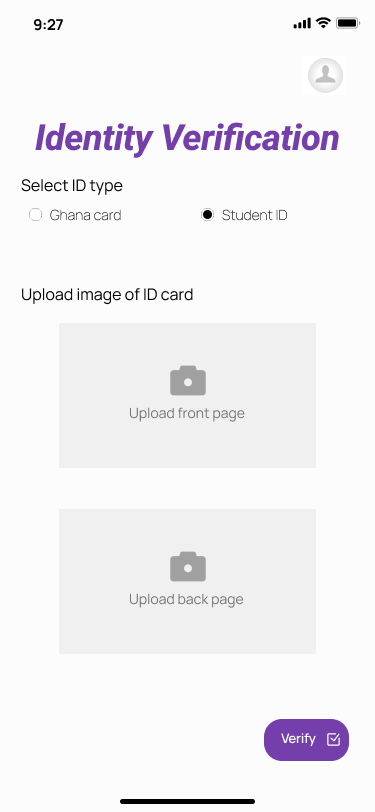 9:27
Identity Verification
Select ID type
Ghana card Student ID
Upload image of ID card
Upload front page
Upload back page
Verify